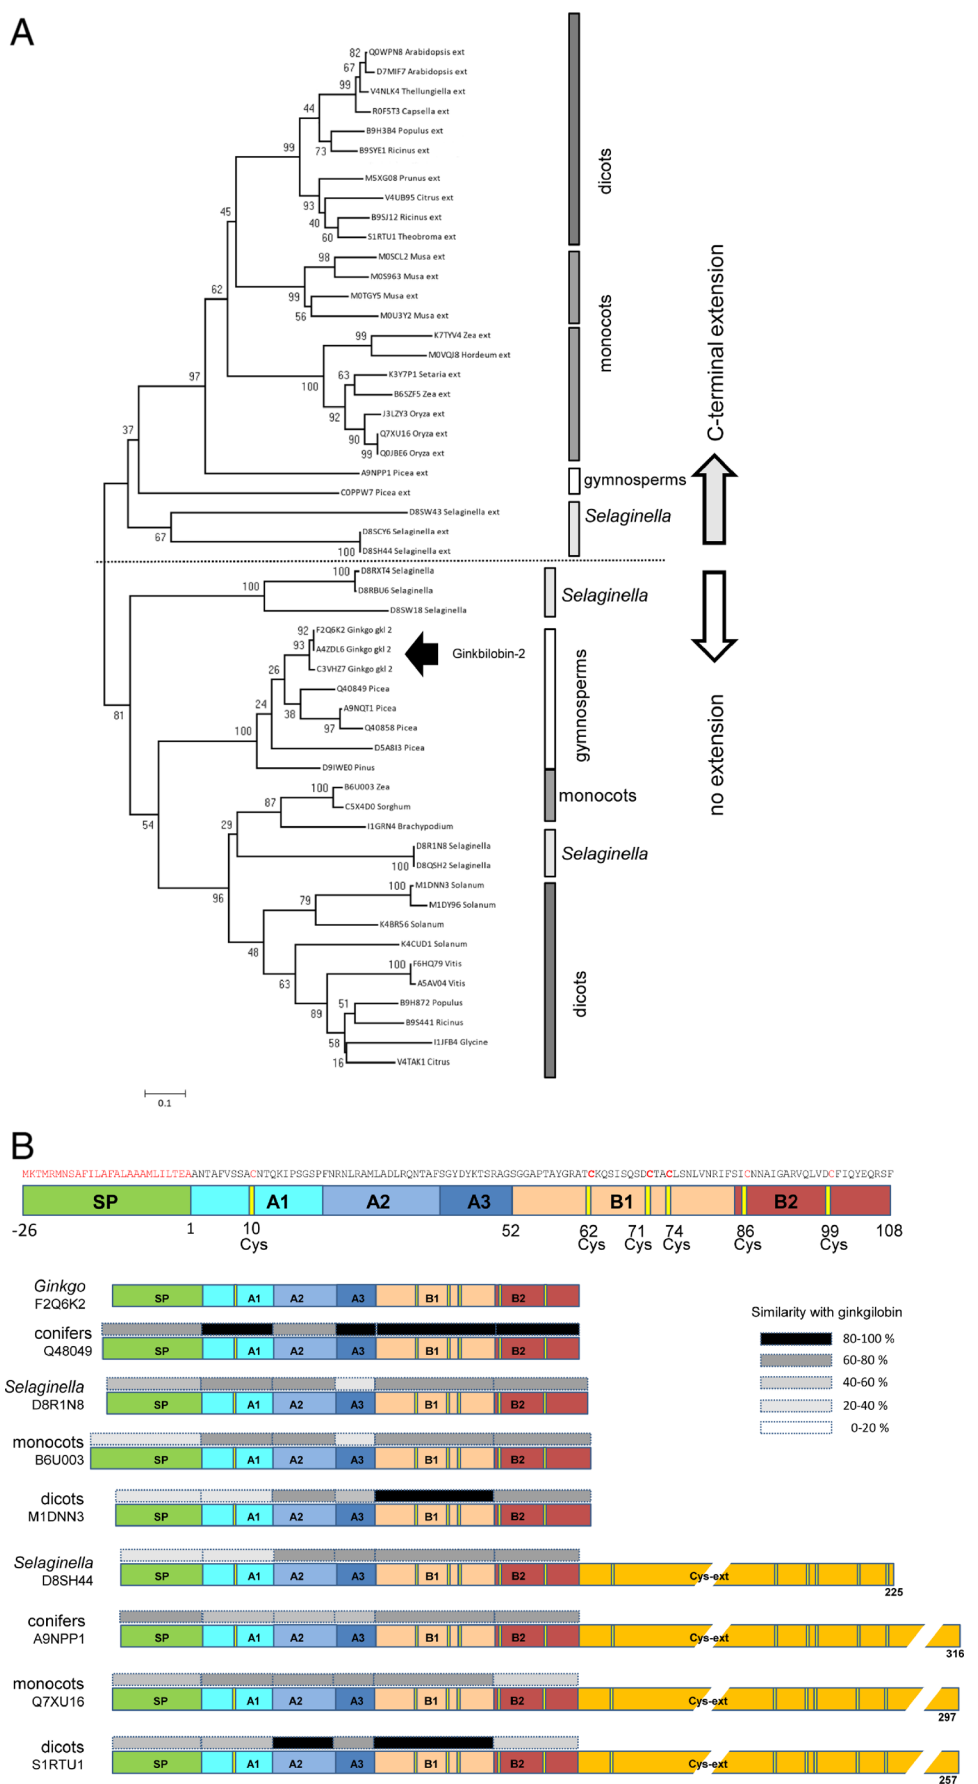 A
82
Q0WPN8 Arabidopsis ext
67
D7MIF7 Arabidopsis ext
99
V4NLK4 Thellungiella ext
44
R0F5T3 Capsella ext
B9H3B4 Populus ext
99
73
B9SYE1 Ricinus ext
dicots
M5XG08 Prunus ext
93
V4UB95 Citrus ext
45
40
B9SJ12 Ricinus ext
60
S1RTU1 Theobroma ext
98
M0SCL2 Musa ext
M0S963 Musa ext
62
99
M0TGY5 Musa ext
56
M0U3Y2 Musa ext
monocots
99
K7TYV4 Zea ext
M0VQJ8 Hordeum ext
97
100
63
K3Y7P1 Setaria ext
B6SZF5 Zea ext
92
J3LZY3 Oryza ext
37
90
Q7XU16 Oryza ext
99
Q0JBE6 Oryza ext
C-terminal extension
A9NPP1 Picea ext
gymnosperms
C0PPW7 Picea ext
D8SW43 Selaginella ext
Selaginella
67
D8SCY6 Selaginella ext
100
D8SH44 Selaginella ext
100
D8RXT4 Selaginella
100
D8RBU6 Selaginella
Selaginella
D8SW18 Selaginella
92
F2Q6K2 Ginkgo gkl 2
93
A4ZDL6 Ginkgo gkl 2
Ginkbilobin-2
26
C3VHZ7 Ginkgo gkl 2
Q40849 Picea
gymnosperms
24
38
A9NQT1 Picea
81
97
Q40858 Picea
100
D5A8I3 Picea
no extension
D9IWE0 Pinus
100
B6U003 Zea
monocots
87
C5X4D0 Sorghum
54
29
I1GRN4 Brachypodium
D8R1N8 Selaginella
Selaginella
100
D8QSH2 Selaginella
96
100
M1DNN3 Solanum
79
M1DY96 Solanum
K4BR56 Solanum
48
K4CUD1 Solanum
100
F6HQ79 Vitis
63
A5AV04 Vitis
dicots
89
51
B9H872 Populus
B9S441 Ricinus
58
I1JFB4 Glycine
16
V4TAK1 Citrus
0.1
B
MKTMRMNSAFILAFALAAAMLILTEAANTAFVSSACNTQKIPSGSPFNRNLRAMLADLRQNTAFSGYDYKTSRAGSGGAPTAYGRATCKQSISQSDCTACLSNLVNRIFSICNNAIGARVQLVDCFIQYEQRSF
SP A1 A2 A3 B1 B2
-26 1 10 52 62 71 74 86 99 108
Cys Cys Cys Cys Cys Cys
Ginkgo
F2Q6K2
SP A1 A2 A3 B1 B2
Similarity with ginkgilobin
80-100 %
60-80 %
40-60 %
20-40 %
0-20 %
conifers
Q48049
SP A1 A2 A3 B1 B2
Selaginella
D8R1N8
SP A1 A2 A3 B1 B2
monocots
B6U003
SP A1 A2 A3 B1 B2
dicots
M1DNN3
SP A1 A2 A3 B1 B2
Selaginella
D8SH44
SP A1 A2 A3 B1 B2 Cys-ext
225
conifers
A9NPP1
SP A1 A2 A3 B1 B2 Cys-ext
316
monocots
Q7XU16
SP A1 A2 A3 B1 B2 Cys-ext
297
dicots
S1RTU1
SP A1 A2 A3 B1 B2 Cys-ext
257